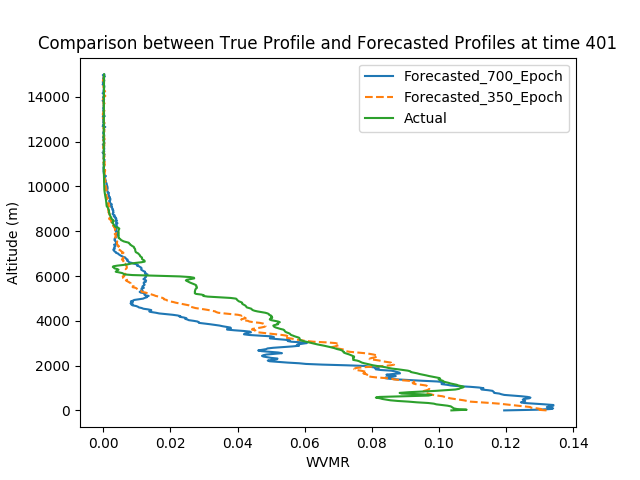 Comparison between True Profile and Forecasted Profiles at time 401
Forecasted_700_Epoch
Forecasted_350_Epoch
Actual
Altitude (m)
14000
12000
10000
8000
6000
4000
2000
0
0.00 0.02 0.04 0.06 0.08 0.10 0.12 0.14
WVMR